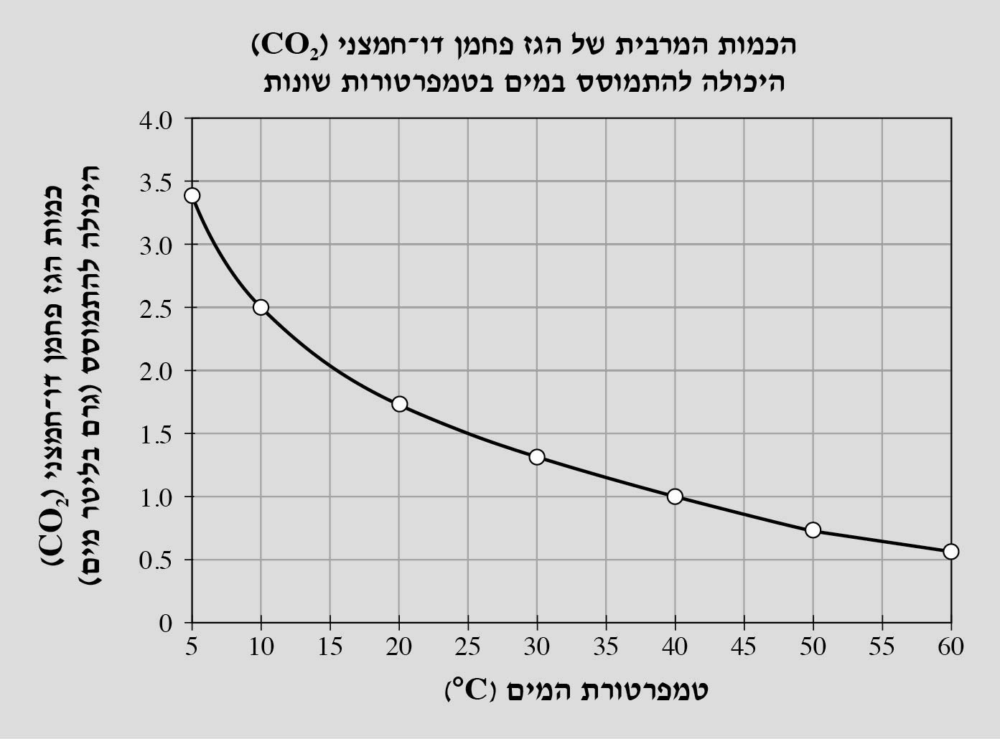 הכמות המרבית של הגז פחמן דו־חמצני (CO₂)
היכולה להתמוסס במים בטמפרטורות שונות
כמות הגז פחמן דו־חמצני (CO₂)
היכולה להתמוסס (גרם בליטר מים)
4.0
3.5
3.0
2.5
2.0
1.5
1.0
0.5
0
5 10 15 20 25 30 35 40 45 50 55 60
טמפרטורת המים (°C)